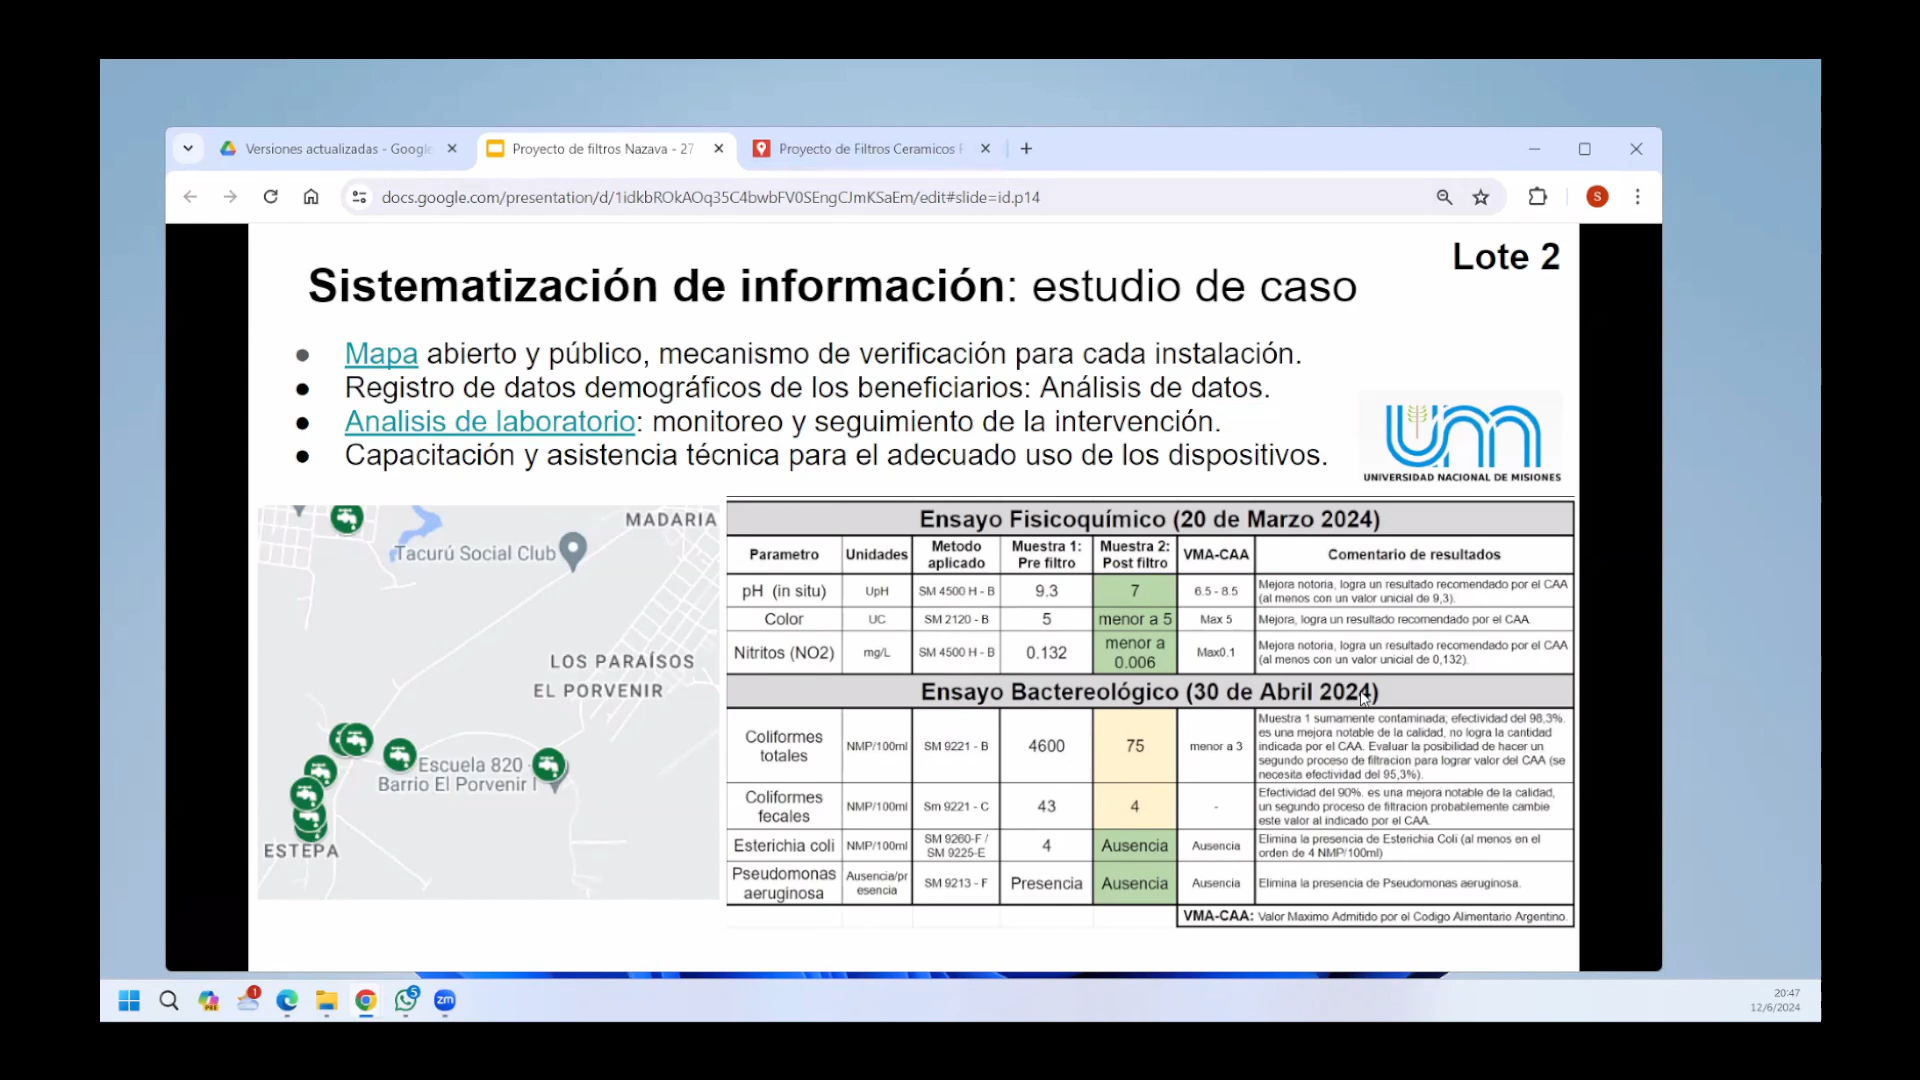 Versiones actualizadas - Google
Proyecto de filtros Nazava - 27
Proyecto de Filtros Ceramicos P
docs.google.com/presentation/d/1idkbROkAOq35C4bwbFV0SEngCJmKSaEm/edit#slide=id.p14
S
Lote 2
Sistematización de información: estudio de caso
● Mapa abierto y público, mecanismo de verificación para cada instalación.
● Registro de datos demográficos de los beneficiarios: Análisis de datos.
● Analisis de laboratorio: monitoreo y seguimiento de la intervención.
● Capacitación y asistencia técnica para el adecuado uso de los dispositivos.
um
UNIVERSIDAD NACIONAL DE MISIONES
MADARIA
Tacurú Social Club
LOS PARAÍSOS
EL PORVENIR
Escuela 820 -
Barrio El Porvenir I
ESTEPA
Ensayo Fisicoquímico (20 de Marzo 2024)
Parametro Unidades Metodo aplicado Muestra 1: Pre filtro Muestra 2: Post filtro VMA-CAA Comentario de resultados
pH (in situ) UpH SM 4500 H - B 9.3 7 6.5 - 8.5 Mejora notoria, logra un resultado recomendado por el CAA
(al menos con un valor unicial de 9,3).
Color UC SM 2120 - B 5 menor a 5 Max 5 Mejora, logra un resultado recomendado por el CAA.
Nitritos (NO2) mg/L SM 4500 H - B 0.132 menor a 0.006 Max0.1 Mejora notoria, logra un resultado recomendado por el CAA
(al menos con un valor unicial de 0,132).
Ensayo Bactereológico (30 de Abril 2024)
Coliformes totales NMP/100ml SM 9221 - B 4600 75 menor a 3 Muestra 1 sumamente contaminada; efectividad del 98,3%.
es una mejora notable de la calidad, no logra la cantidad
indicada por el CAA. Evaluar la posibilidad de hacer un
segundo proceso de filtracion para lograr valor del CAA (se
necesita efectividad del 95,3%).
Coliformes fecales NMP/100ml Sm 9221 - C 43 4 - Efectividad del 90%. es una mejora notable de la calidad,
un segundo proceso de filtracion probablemente cambie
este valor al indicado por el CAA.
Esterichia coli NMP/100ml SM 9260-F / SM 9225-E 4 Ausencia Ausencia Elimina la presencia de Esterichia Coli (al menos en el
orden de 4 NMP/100ml)
Pseudomonas aeruginosa Ausencia/presencia SM 9213 - F Presencia Ausencia Ausencia Elimina la presencia de Pseudomonas aeruginosa.
VMA-CAA: Valor Maximo Admitido por el Codigo Alimentario Argentino.
1
PRE
5
zm
20:47
12/6/2024